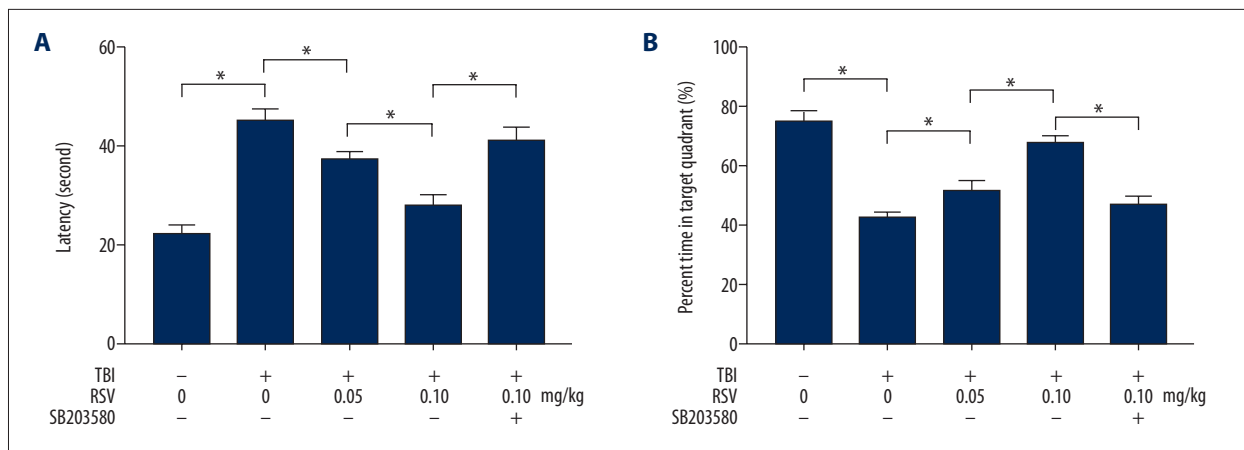 A
60
40
20
0
Latency (second)
*
*
*
*
TBI – + + + +
RSV 0 0 0.05 0.10 0.10 mg/kg
SB203580 – – – – +
B
100
80
60
40
20
0
Percent time in target quadrant (%)
*
*
*
*
TBI – + + + +
RSV 0 0 0.05 0.10 0.10 mg/kg
SB203580 – – – – +